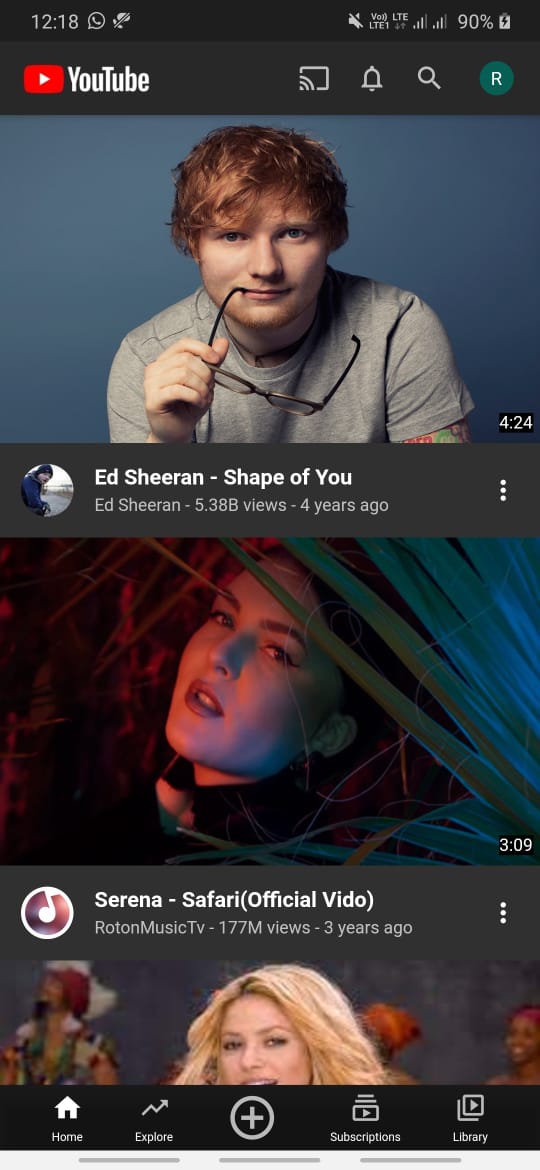 12:18
Vo) LTE
LTE1
90%
YouTube
R
4:24
Ed Sheeran - Shape of You
Ed Sheeran - 5.38B views - 4 years ago
3:09
Serena - Safari(Official Vido)
RotonMusicTv - 177M views - 3 years ago
Home
Explore
Subscriptions
Library